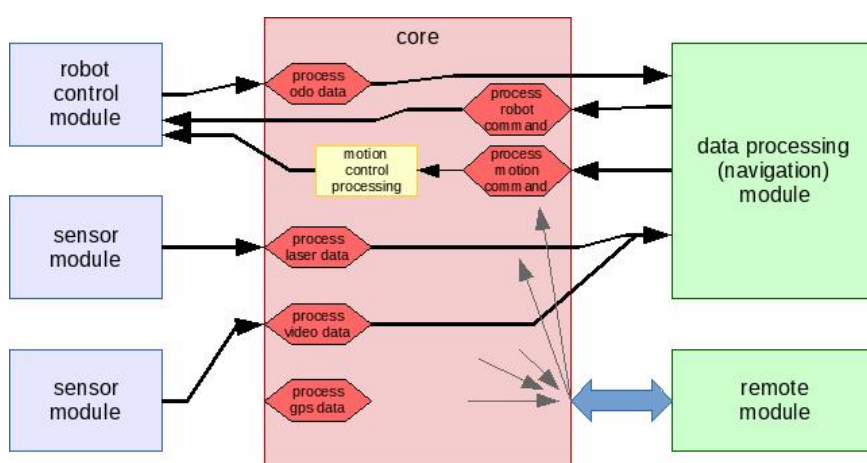 core
robot
control
module
process
odo data
process
robot
command
motion
control
processing
process
motion
command
data processing
(navigation)
module
sensor
module
process
laser data
process
video data
sensor
module
process
gps data
remote
module